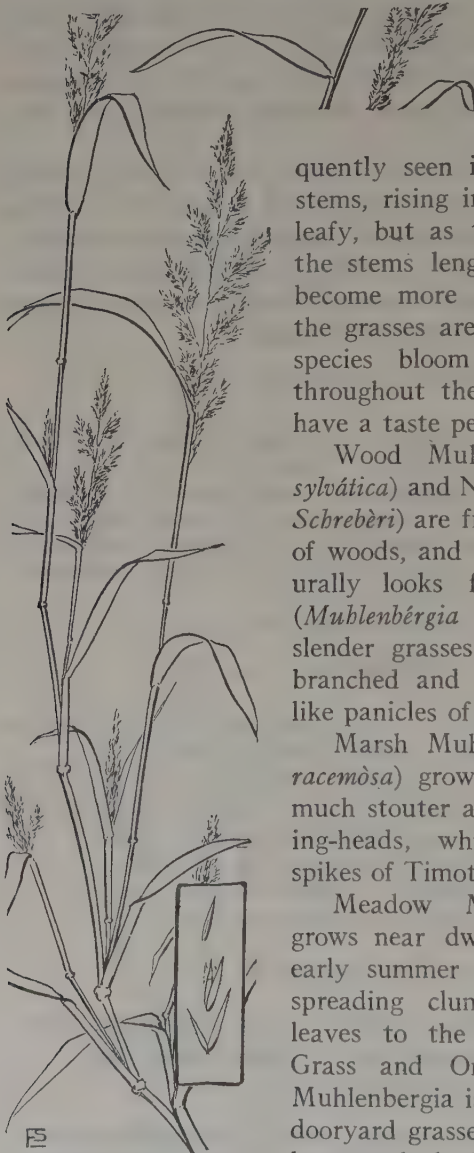 quently seen i
stems, rising in
leafy, but as
the stems leng
become more
the grasses are
species bloom
throughout the
have a taste pe
Wood Muh
sylvática) and N
Schrebèri) are f
of woods, and
urally looks f
(Muhlenbérgia
slender grasses
branched and
like panicles of
Marsh Muh
racemòsa) grow
much stouter a
ing-heads, wh
spikes of Timot
Meadow M
grows near dw
early summer
spreading clun
leaves to the
Grass and Or
Muhlenbergia i
dooryard grasse
FS